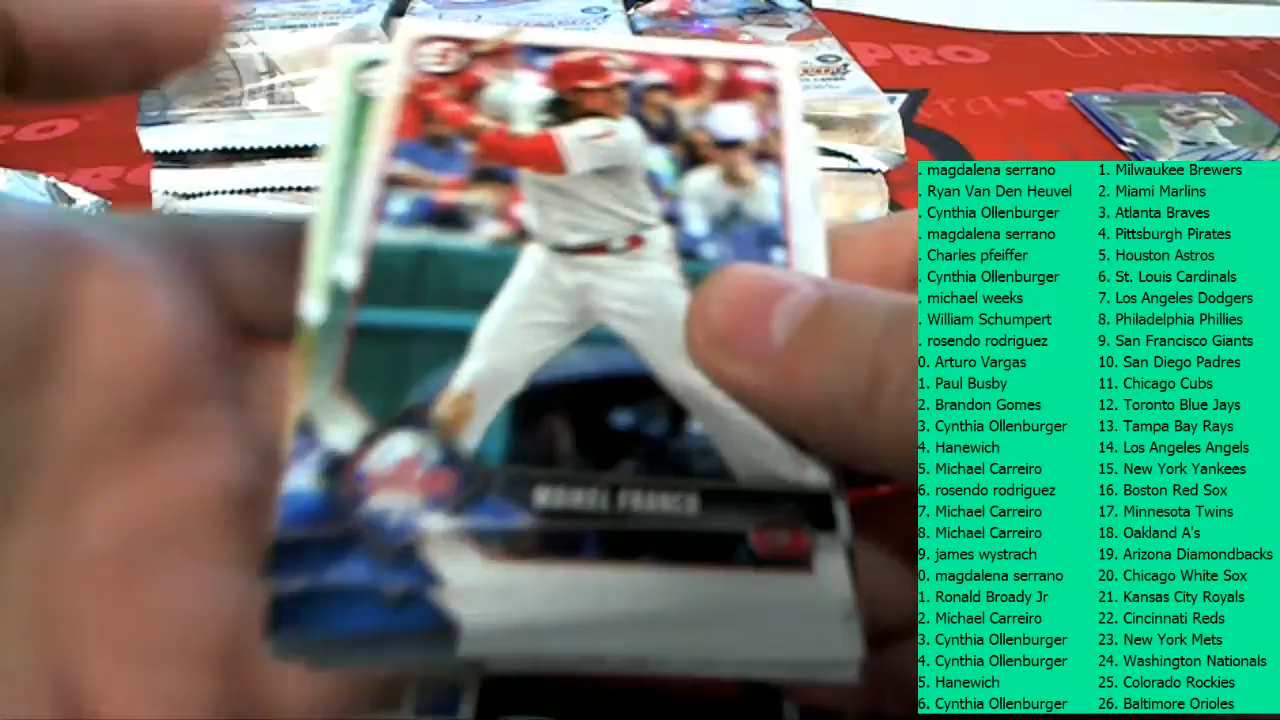 PRO
Ultra
PRO
tra
MAIKEL FRANCO
. magdalena serrano 1. Milwaukee Brewers
. Ryan Van Den Heuvel 2. Miami Marlins
. Cynthia Ollenburger 3. Atlanta Braves
. magdalena serrano 4. Pittsburgh Pirates
. Charles pfeiffer 5. Houston Astros
. Cynthia Ollenburger 6. St. Louis Cardinals
. michael weeks 7. Los Angeles Dodgers
. William Schumpert 8. Philadelphia Phillies
. rosendo rodriguez 9. San Francisco Giants
0. Arturo Vargas 10. San Diego Padres
1. Paul Busby 11. Chicago Cubs
2. Brandon Gomes 12. Toronto Blue Jays
3. Cynthia Ollenburger 13. Tampa Bay Rays
4. Hanewich 14. Los Angeles Angels
5. Michael Carreiro 15. New York Yankees
6. rosendo rodriguez 16. Boston Red Sox
7. Michael Carreiro 17. Minnesota Twins
8. Michael Carreiro 18. Oakland A's
9. james wystrach 19. Arizona Diamondbacks
0. magdalena serrano 20. Chicago White Sox
1. Ronald Broady Jr 21. Kansas City Royals
2. Michael Carreiro 22. Cincinnati Reds
3. Cynthia Ollenburger 23. New York Mets
4. Cynthia Ollenburger 24. Washington Nationals
5. Hanewich 25. Colorado Rockies
6. Cynthia Ollenburger 26. Baltimore Orioles